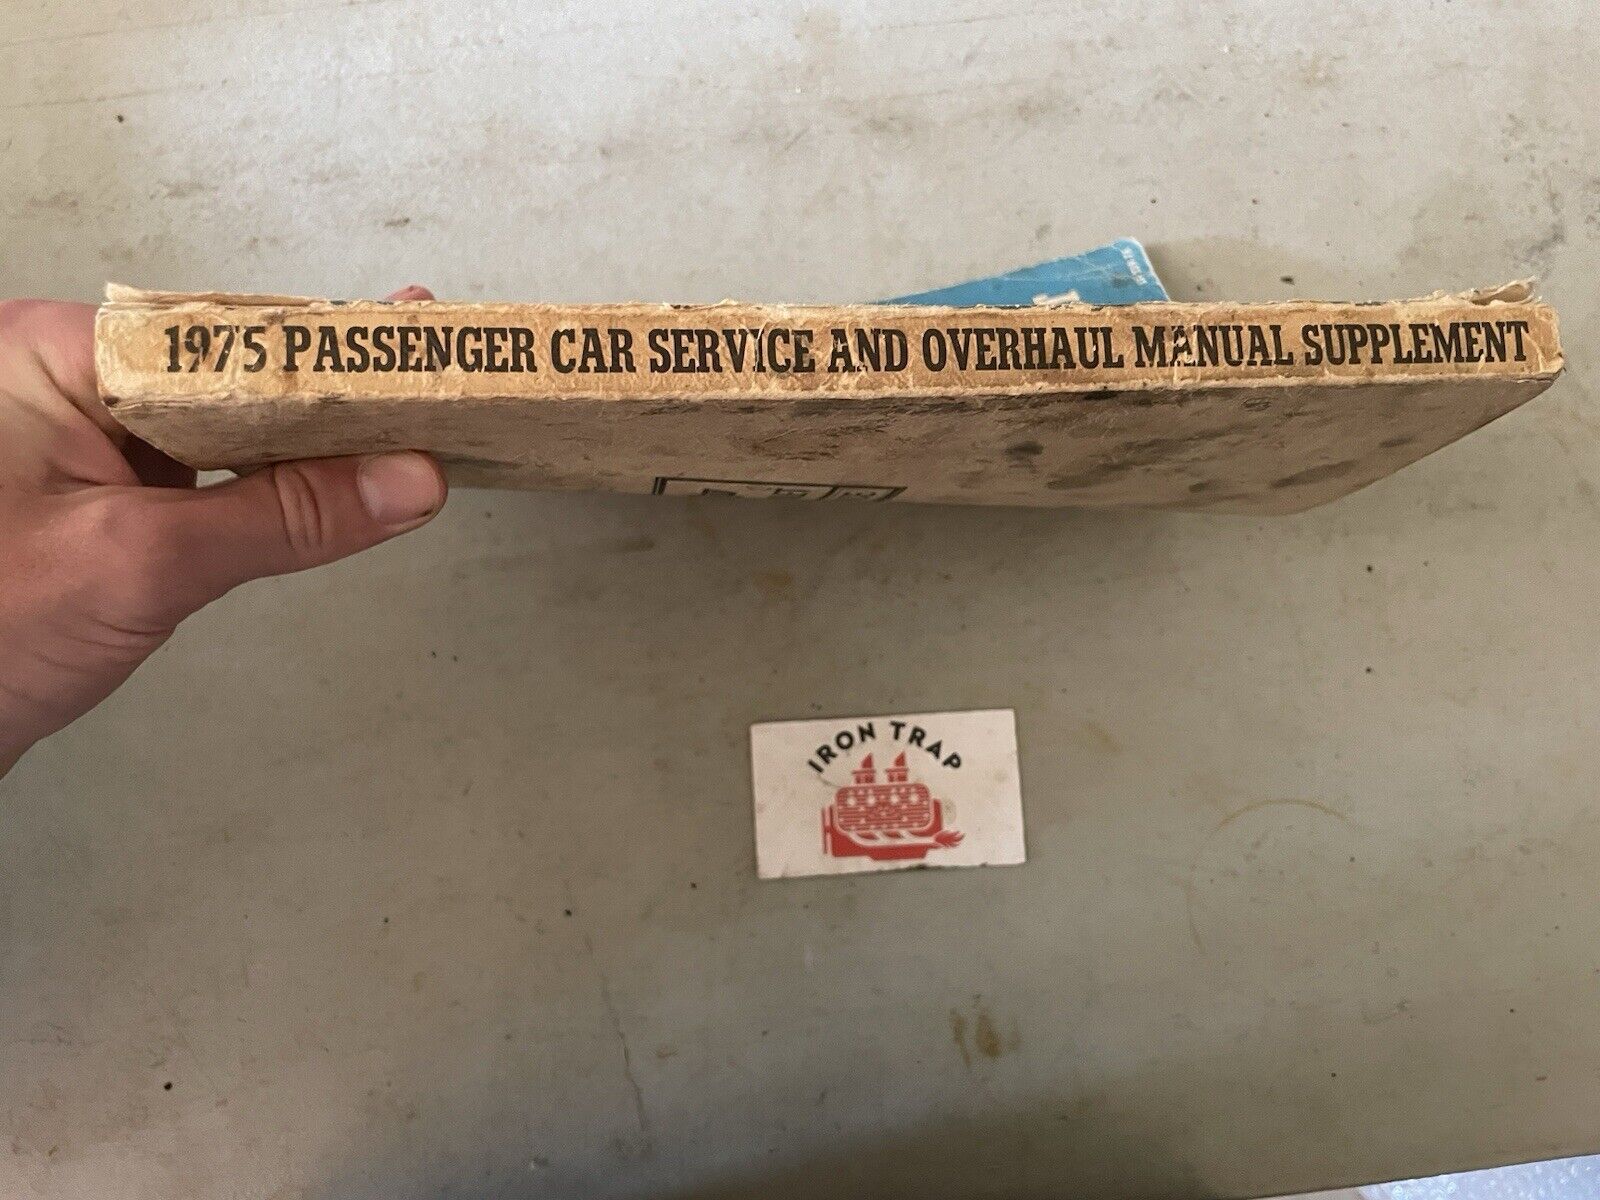 1975 PASSENGER CAR SERVICE AND OVERHAUL MANUAL SUPPLEMENT
IRON TRAP